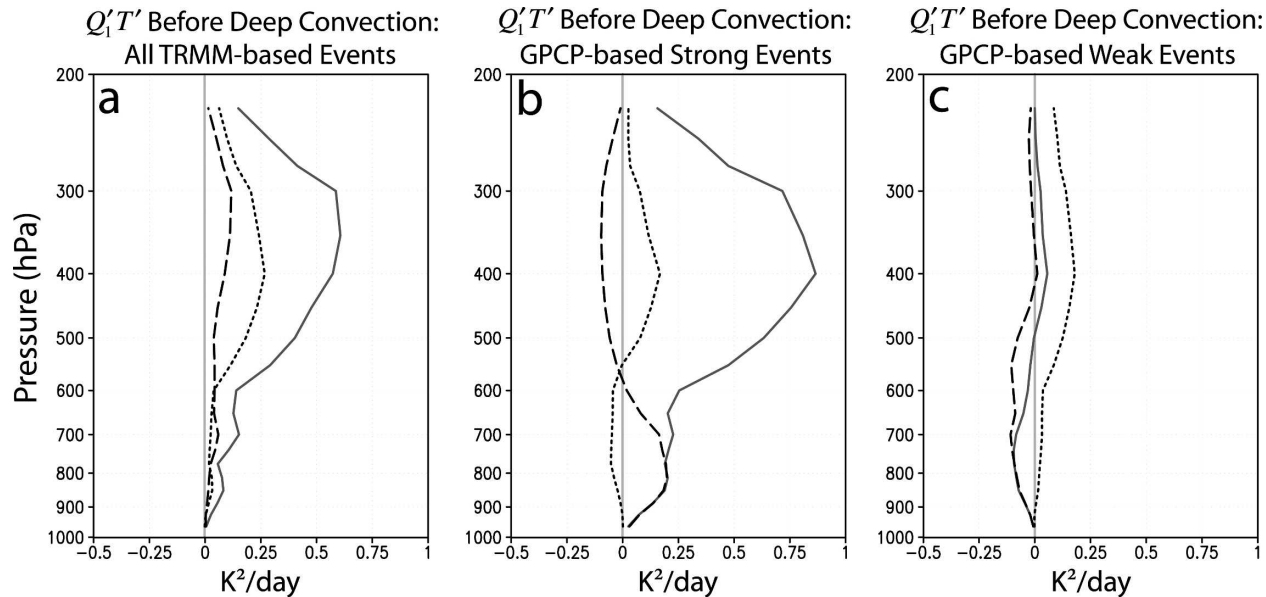 Q₁′T′ Before Deep Convection:
All TRMM-based Events
Q₁′T′ Before Deep Convection:
GPCP-based Strong Events
Q₁′T′ Before Deep Convection:
GPCP-based Weak Events
a
b
c
Pressure (hPa)
200
300
400
500
600
700
800
900
1000
−0.5 −0.25 0 0.25 0.5 0.75 1
K²/day
200
300
400
500
600
700
800
900
1000
−0.5 −0.25 0 0.25 0.5 0.75 1
K²/day
200
300
400
500
600
700
800
900
1000
−0.5 −0.25 0 0.25 0.5 0.75 1
K²/day